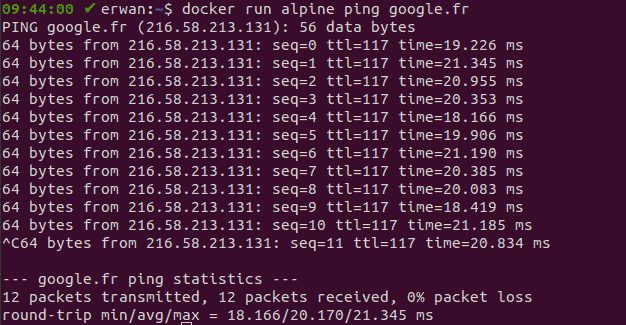 09:44:00 ✔ erwan:~$ docker run alpine ping google.fr
PING google.fr (216.58.213.131): 56 data bytes
64 bytes from 216.58.213.131: seq=0 ttl=117 time=19.226 ms
64 bytes from 216.58.213.131: seq=1 ttl=117 time=21.345 ms
64 bytes from 216.58.213.131: seq=2 ttl=117 time=20.955 ms
64 bytes from 216.58.213.131: seq=3 ttl=117 time=20.353 ms
64 bytes from 216.58.213.131: seq=4 ttl=117 time=18.166 ms
64 bytes from 216.58.213.131: seq=5 ttl=117 time=19.906 ms
64 bytes from 216.58.213.131: seq=6 ttl=117 time=21.190 ms
64 bytes from 216.58.213.131: seq=7 ttl=117 time=20.385 ms
64 bytes from 216.58.213.131: seq=8 ttl=117 time=20.083 ms
64 bytes from 216.58.213.131: seq=9 ttl=117 time=18.419 ms
64 bytes from 216.58.213.131: seq=10 ttl=117 time=21.185 ms
^C64 bytes from 216.58.213.131: seq=11 ttl=117 time=20.834 ms
--- google.fr ping statistics ---
12 packets transmitted, 12 packets received, 0% packet loss
round-trip min/avg/max = 18.166/20.170/21.345 ms